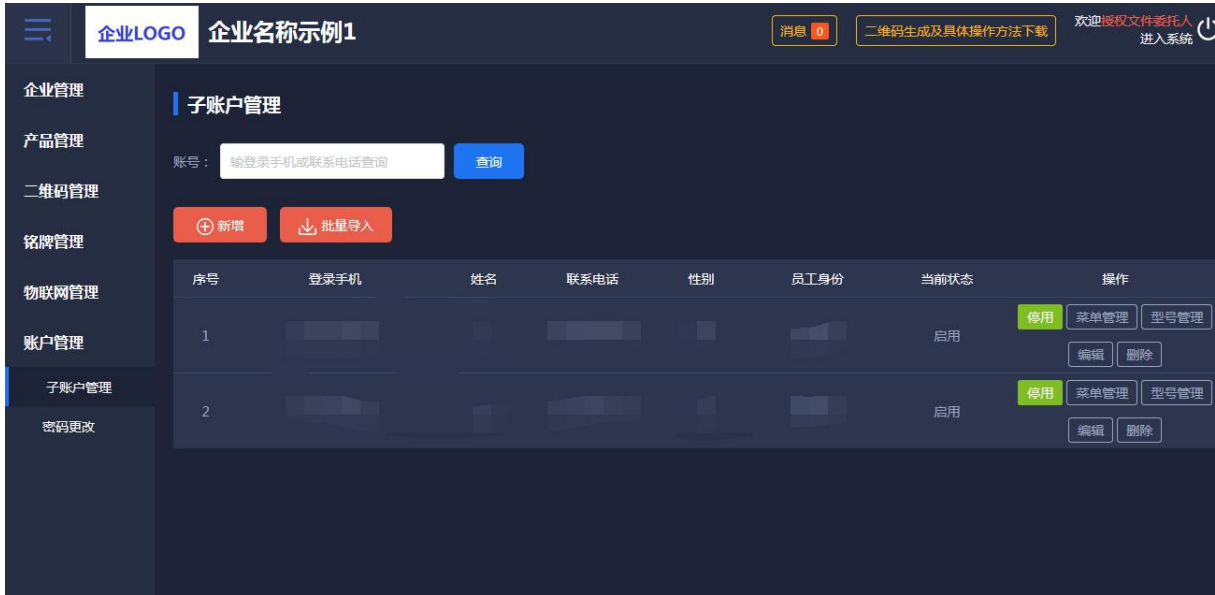 企业LOGO 企业名称示例1 消息 0 二维码生成及具体操作方法下载 欢迎授权文件委托人
进入系统
企业管理
产品管理
二维码管理
铭牌管理
物联网管理
账户管理
子账户管理
密码更改
子账户管理
账号： 输登录手机或联系电话查询 查询
新增 批量导入
序号 登录手机 姓名 联系电话 性别 员工身份 当前状态 操作
1 启用 停用 菜单管理 型号管理
编辑 删除
2 启用 停用 菜单管理 型号管理
编辑 删除